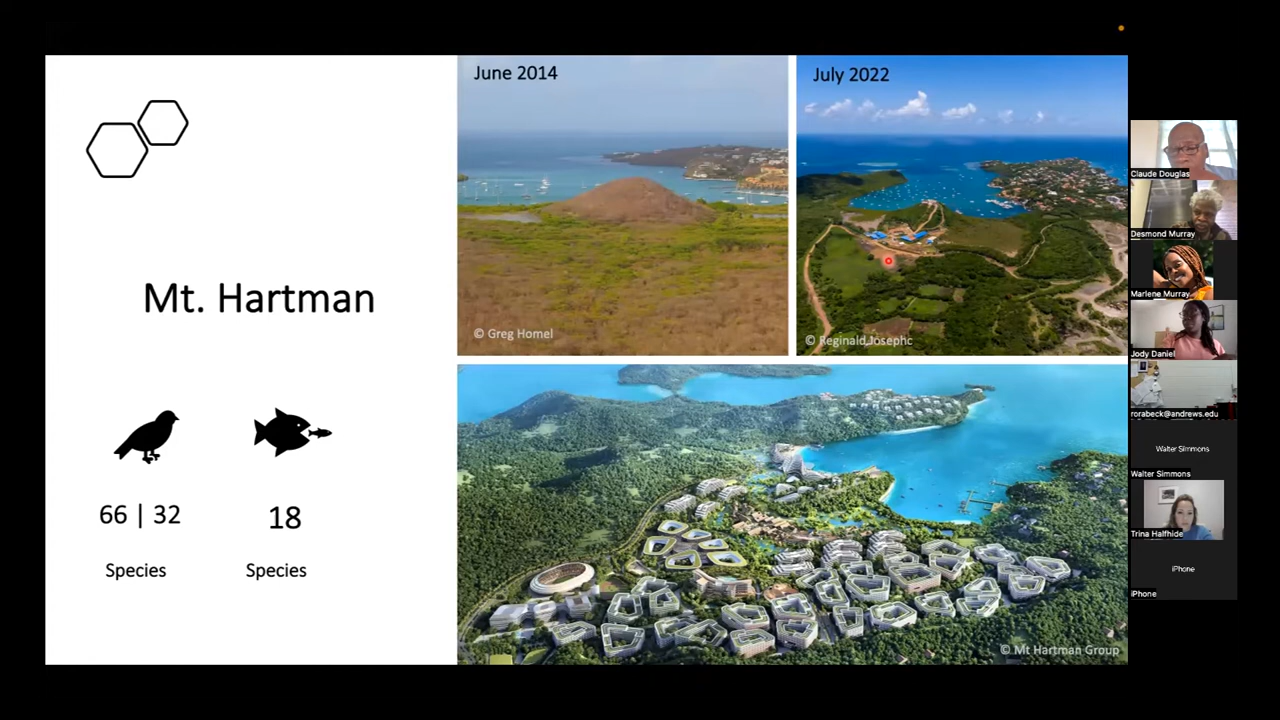 June 2014
July 2022
© Greg Homel
© Reginald Josephc
Mt. Hartman
66 | 32
18
Species
Species
© Mt Hartman Group
Claude Douglas
Desmond Murray
Marlene Murray
Jody Daniel
rorabeck@andrews.edu
Walter Simmons
Walter Simmons
Trina Halfhide
iPhone
iPhone